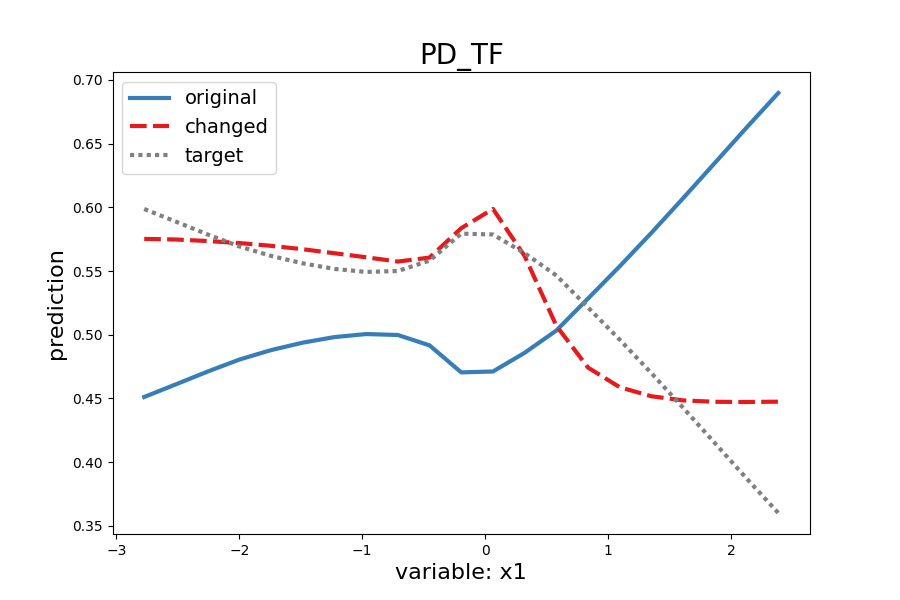 PD_TF
0.70
0.65
0.60
0.55
0.50
0.45
0.40
0.35
prediction
original
changed
target
−3
−2
−1
0
1
2
variable: x1